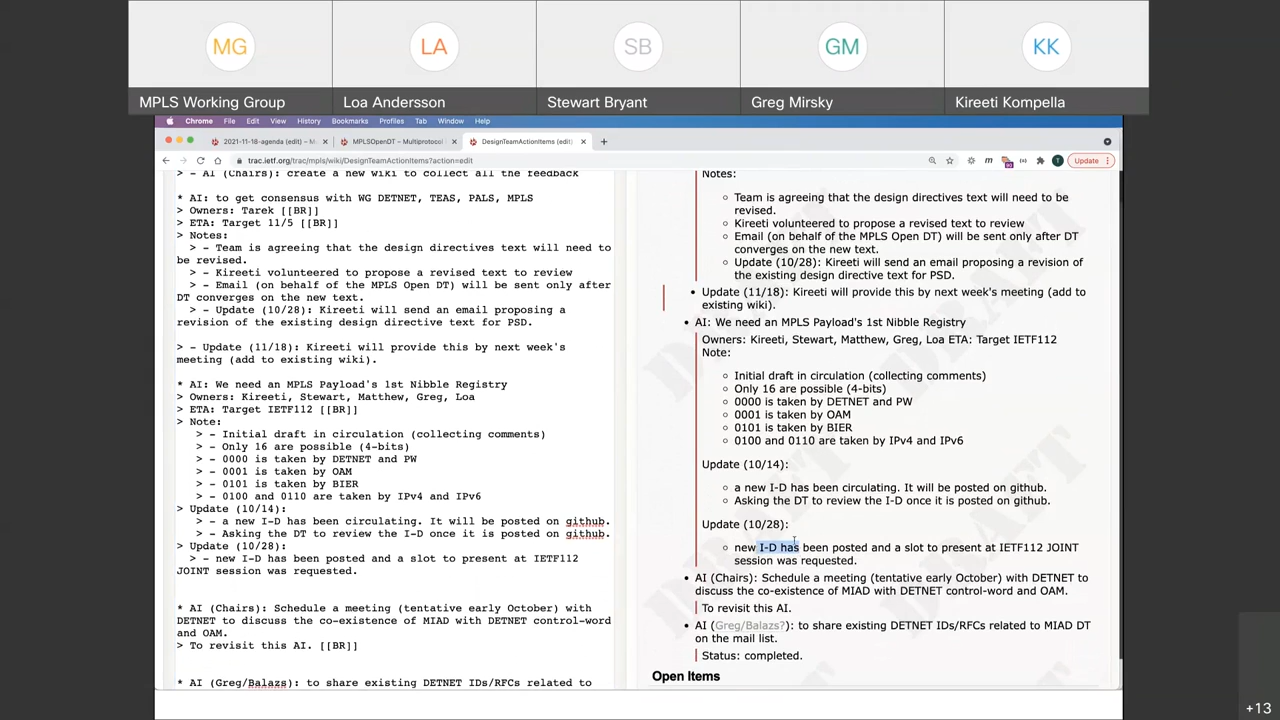 MG
LA
SB
GM
KK
MPLS Working Group
Loa Andersson
Stewart Bryant
Greg Mirsky
Kireeti Kompella
Chrome File Edit View History Bookmarks Profiles Tab Window Help
2021-11-18-agenda (edit) – M
MPLSOpenDT – Multiprotocol
DesignTeamActionItems (edit)
trac.ietf.org/trac/mpls/wiki/DesignTeamActionItems?action=edit
Update
> - AI (Chairs): create a new wiki to collect all the feedback
* AI: to get consensus with WG DETNET, TEAS, PALS, MPLS
> Owners: Tarek [[BR]]
> ETA: Target 11/5 [[BR]]
> Notes:
> - Team is agreeing that the design directives text will need to
be revised.
> - Kireeti volunteered to propose a revised text to review
> - Email (on behalf of the MPLS Open DT) will be sent only after
DT converges on the new text.
> - Update (10/28): Kireeti will send an email proposing a
revision of the existing design directive text for PSD.
> - Update (11/18): Kireeti will provide this by next week's
meeting (add to existing wiki).
* AI: We need an MPLS Payload's 1st Nibble Registry
> Owners: Kireeti, Stewart, Matthew, Greg, Loa
> ETA: Target IETF112 [[BR]]
> Note:
> - Initial draft in circulation (collecting comments)
> - Only 16 are possible (4-bits)
> - 0000 is taken by DETNET and PW
> - 0001 is taken by OAM
> - 0101 is taken by BIER
> - 0100 and 0110 are taken by IPv4 and IPv6
> Update (10/14):
> - a new I-D has been circulating. It will be posted on github.
> - Asking the DT to review the I-D once it is posted on github.
> Update (10/28):
> - new I-D has been posted and a slot to present at IETF112
JOINT session was requested.
* AI (Chairs): Schedule a meeting (tentative early October) with
DETNET to discuss the co-existence of MIAD with DETNET control-word
and OAM.
> To revisit this AI. [[BR]]
* AI (Greg/Balazs): to share existing DETNET IDs/RFCs related to
Notes:
Team is agreeing that the design directives text will need to be
revised.
Kireeti volunteered to propose a revised text to review
Email (on behalf of the MPLS Open DT) will be sent only after DT
converges on the new text.
Update (10/28): Kireeti will send an email proposing a revision of
the existing design directive text for PSD.
Update (11/18): Kireeti will provide this by next week's meeting (add to
existing wiki).
AI: We need an MPLS Payload's 1st Nibble Registry
Owners: Kireeti, Stewart, Matthew, Greg, Loa ETA: Target IETF112
Note:
Initial draft in circulation (collecting comments)
Only 16 are possible (4-bits)
0000 is taken by DETNET and PW
0001 is taken by OAM
0101 is taken by BIER
0100 and 0110 are taken by IPv4 and IPv6
Update (10/14):
a new I-D has been circulating. It will be posted on github.
Asking the DT to review the I-D once it is posted on github.
Update (10/28):
new I-D has been posted and a slot to present at IETF112 JOINT
session was requested.
AI (Chairs): Schedule a meeting (tentative early October) with DETNET to
discuss the co-existence of MIAD with DETNET control-word and OAM.
To revisit this AI.
AI (Greg/Balazs?): to share existing DETNET IDs/RFCs related to MIAD DT
on the mail list.
Status: completed.
Open Items
DRAFT
+13